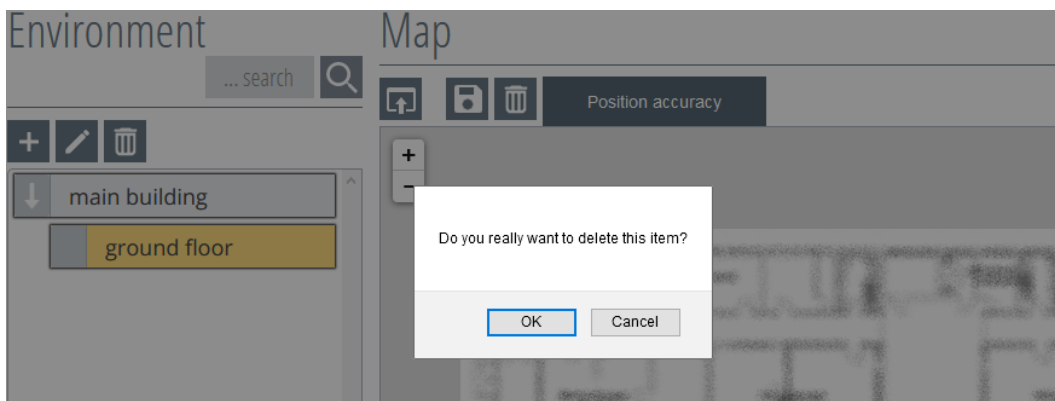 Environment
Map
... search
Position accuracy
+
main building
ground floor
+
-
Do you really want to delete this item?
OK
Cancel